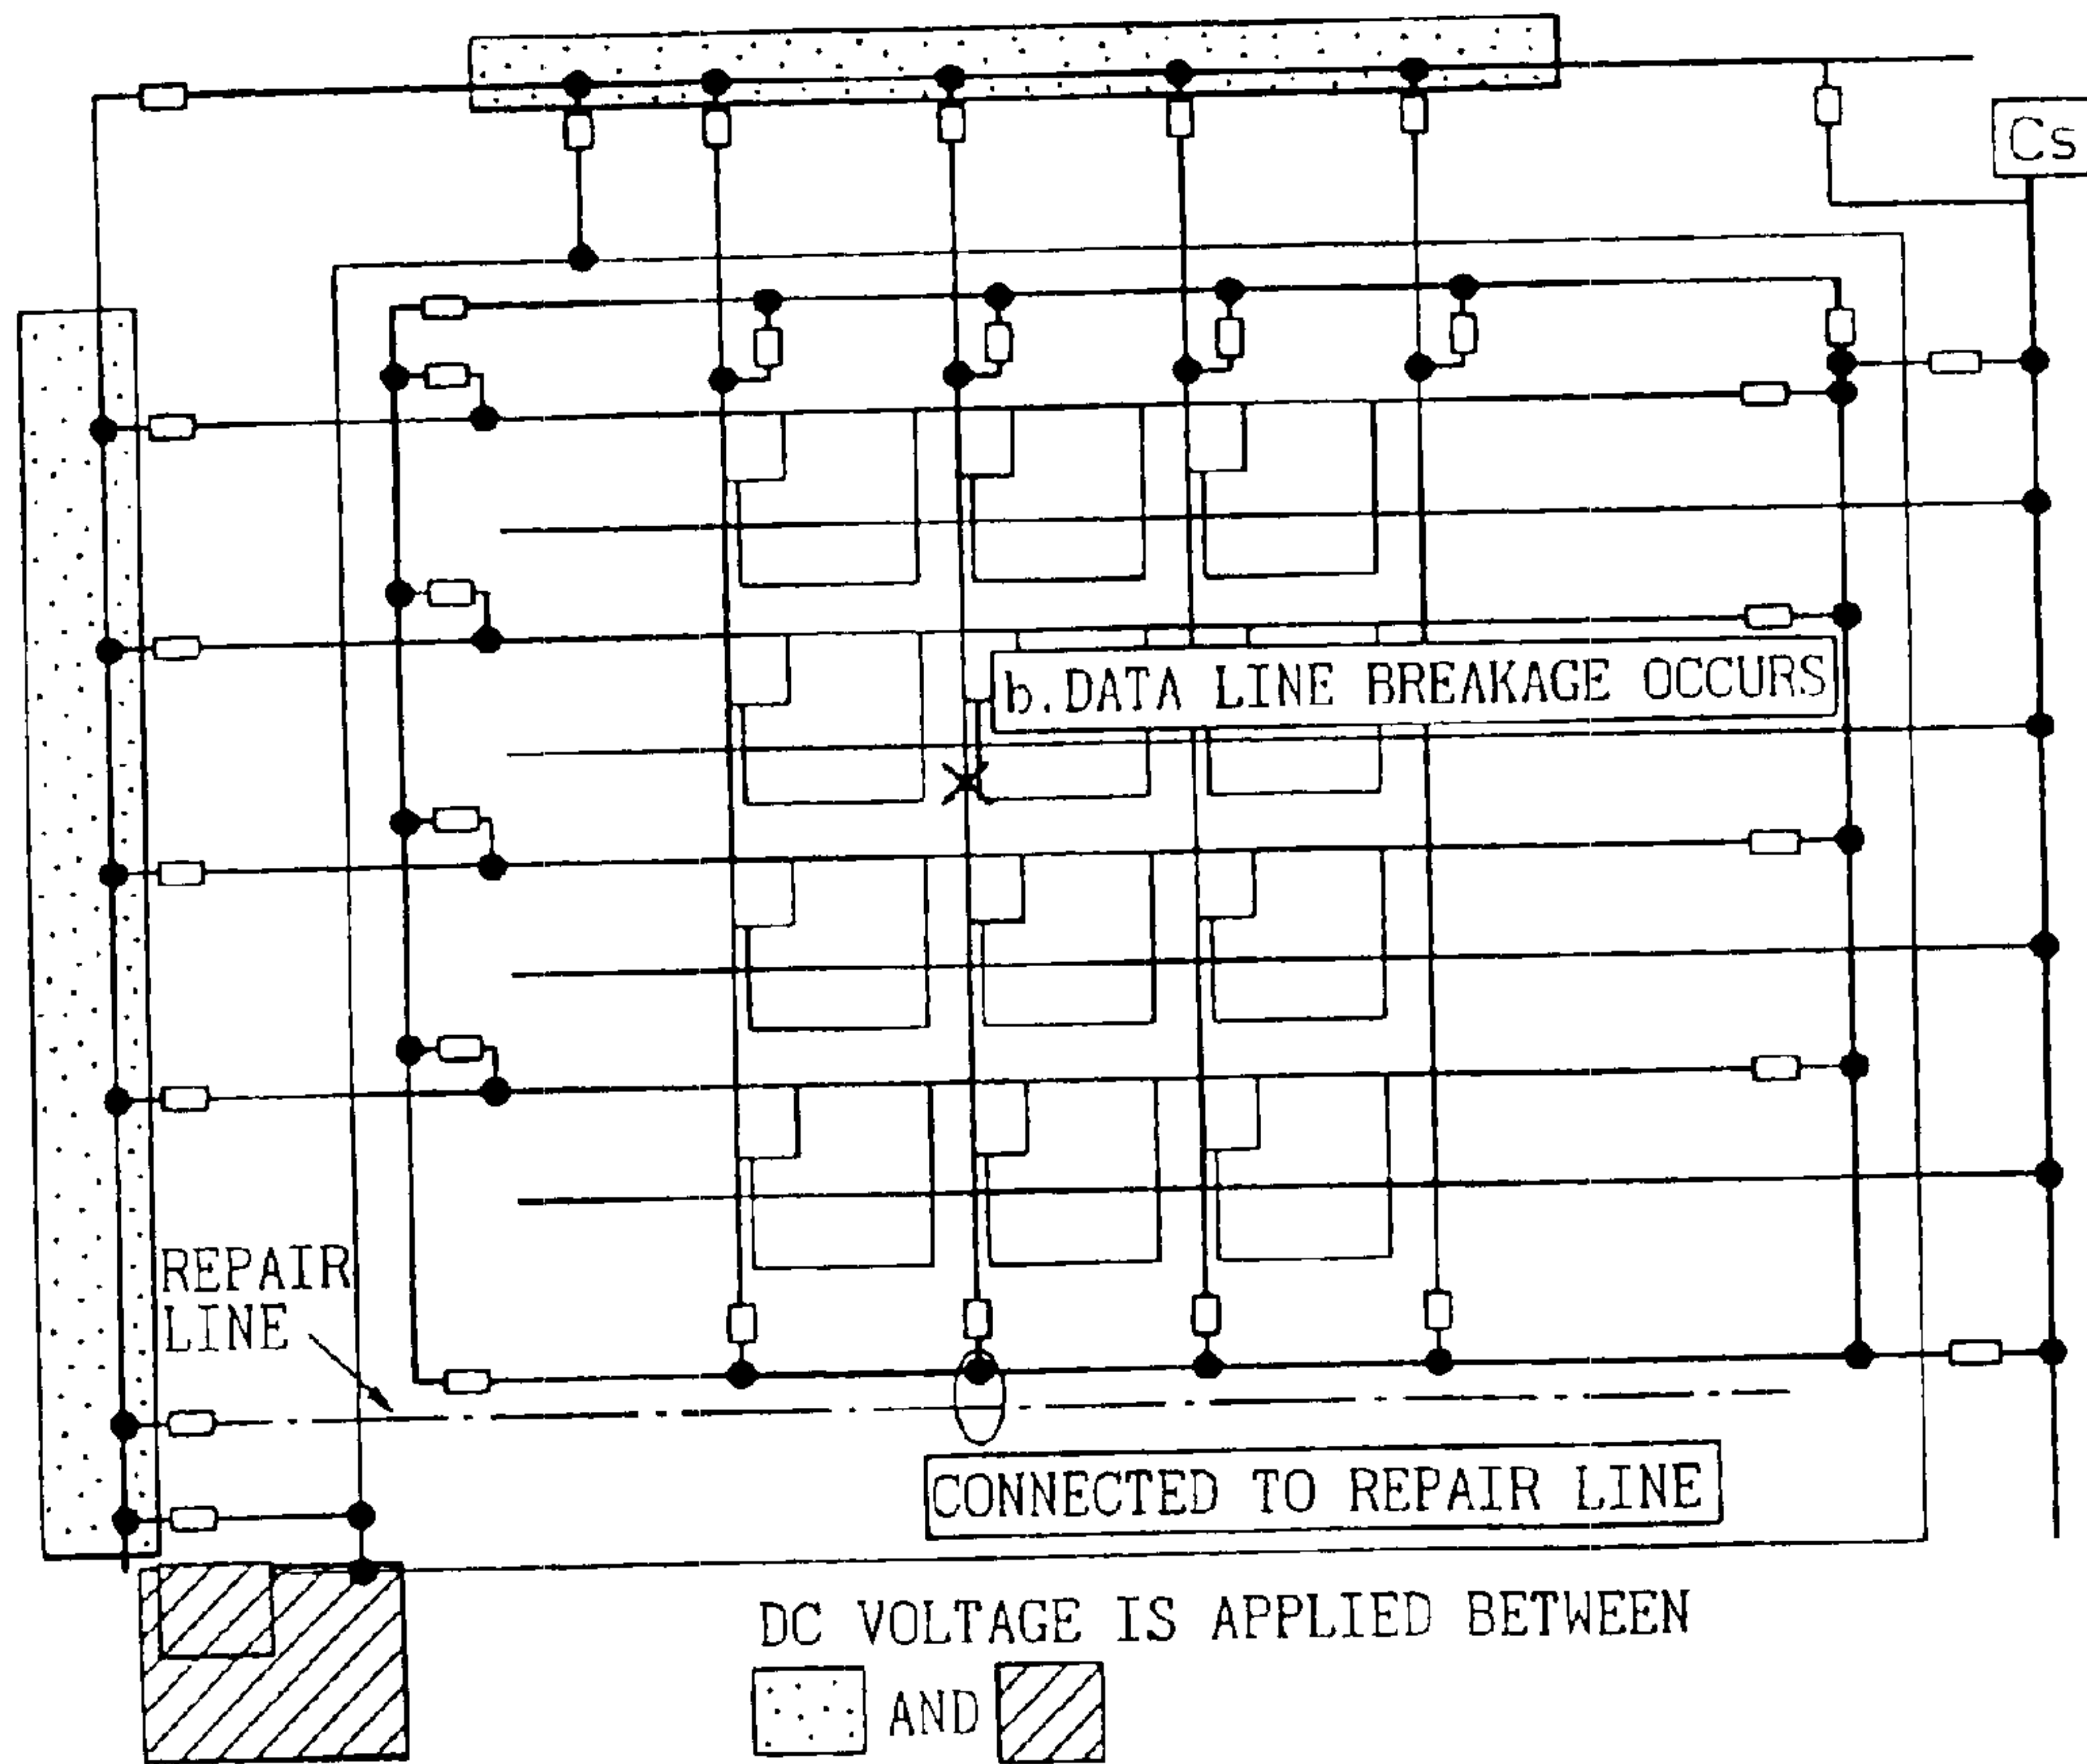 Cs
b.DATA LINE BREAKAGE OCCURS
REPAIR
LINE
CONNECTED TO REPAIR LINE
DC VOLTAGE IS APPLIED BETWEEN
AND